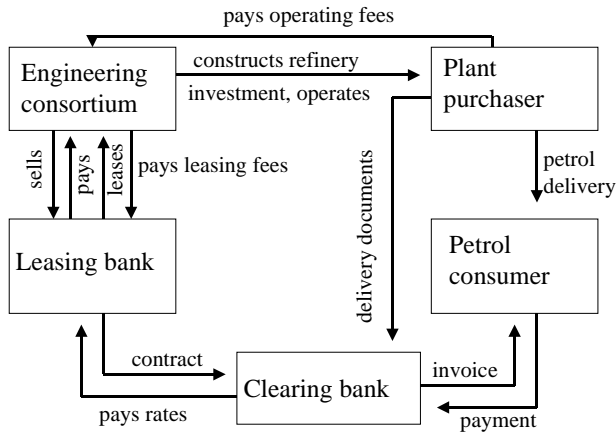 pays operating fees
Engineering
consortium
constructs refinery
investment, operates
Plant
purchaser
sells
pays
leases
pays leasing fees
delivery documents
petrol
delivery
Leasing bank
Petrol
consumer
contract
Clearing bank
invoice
pays rates
payment